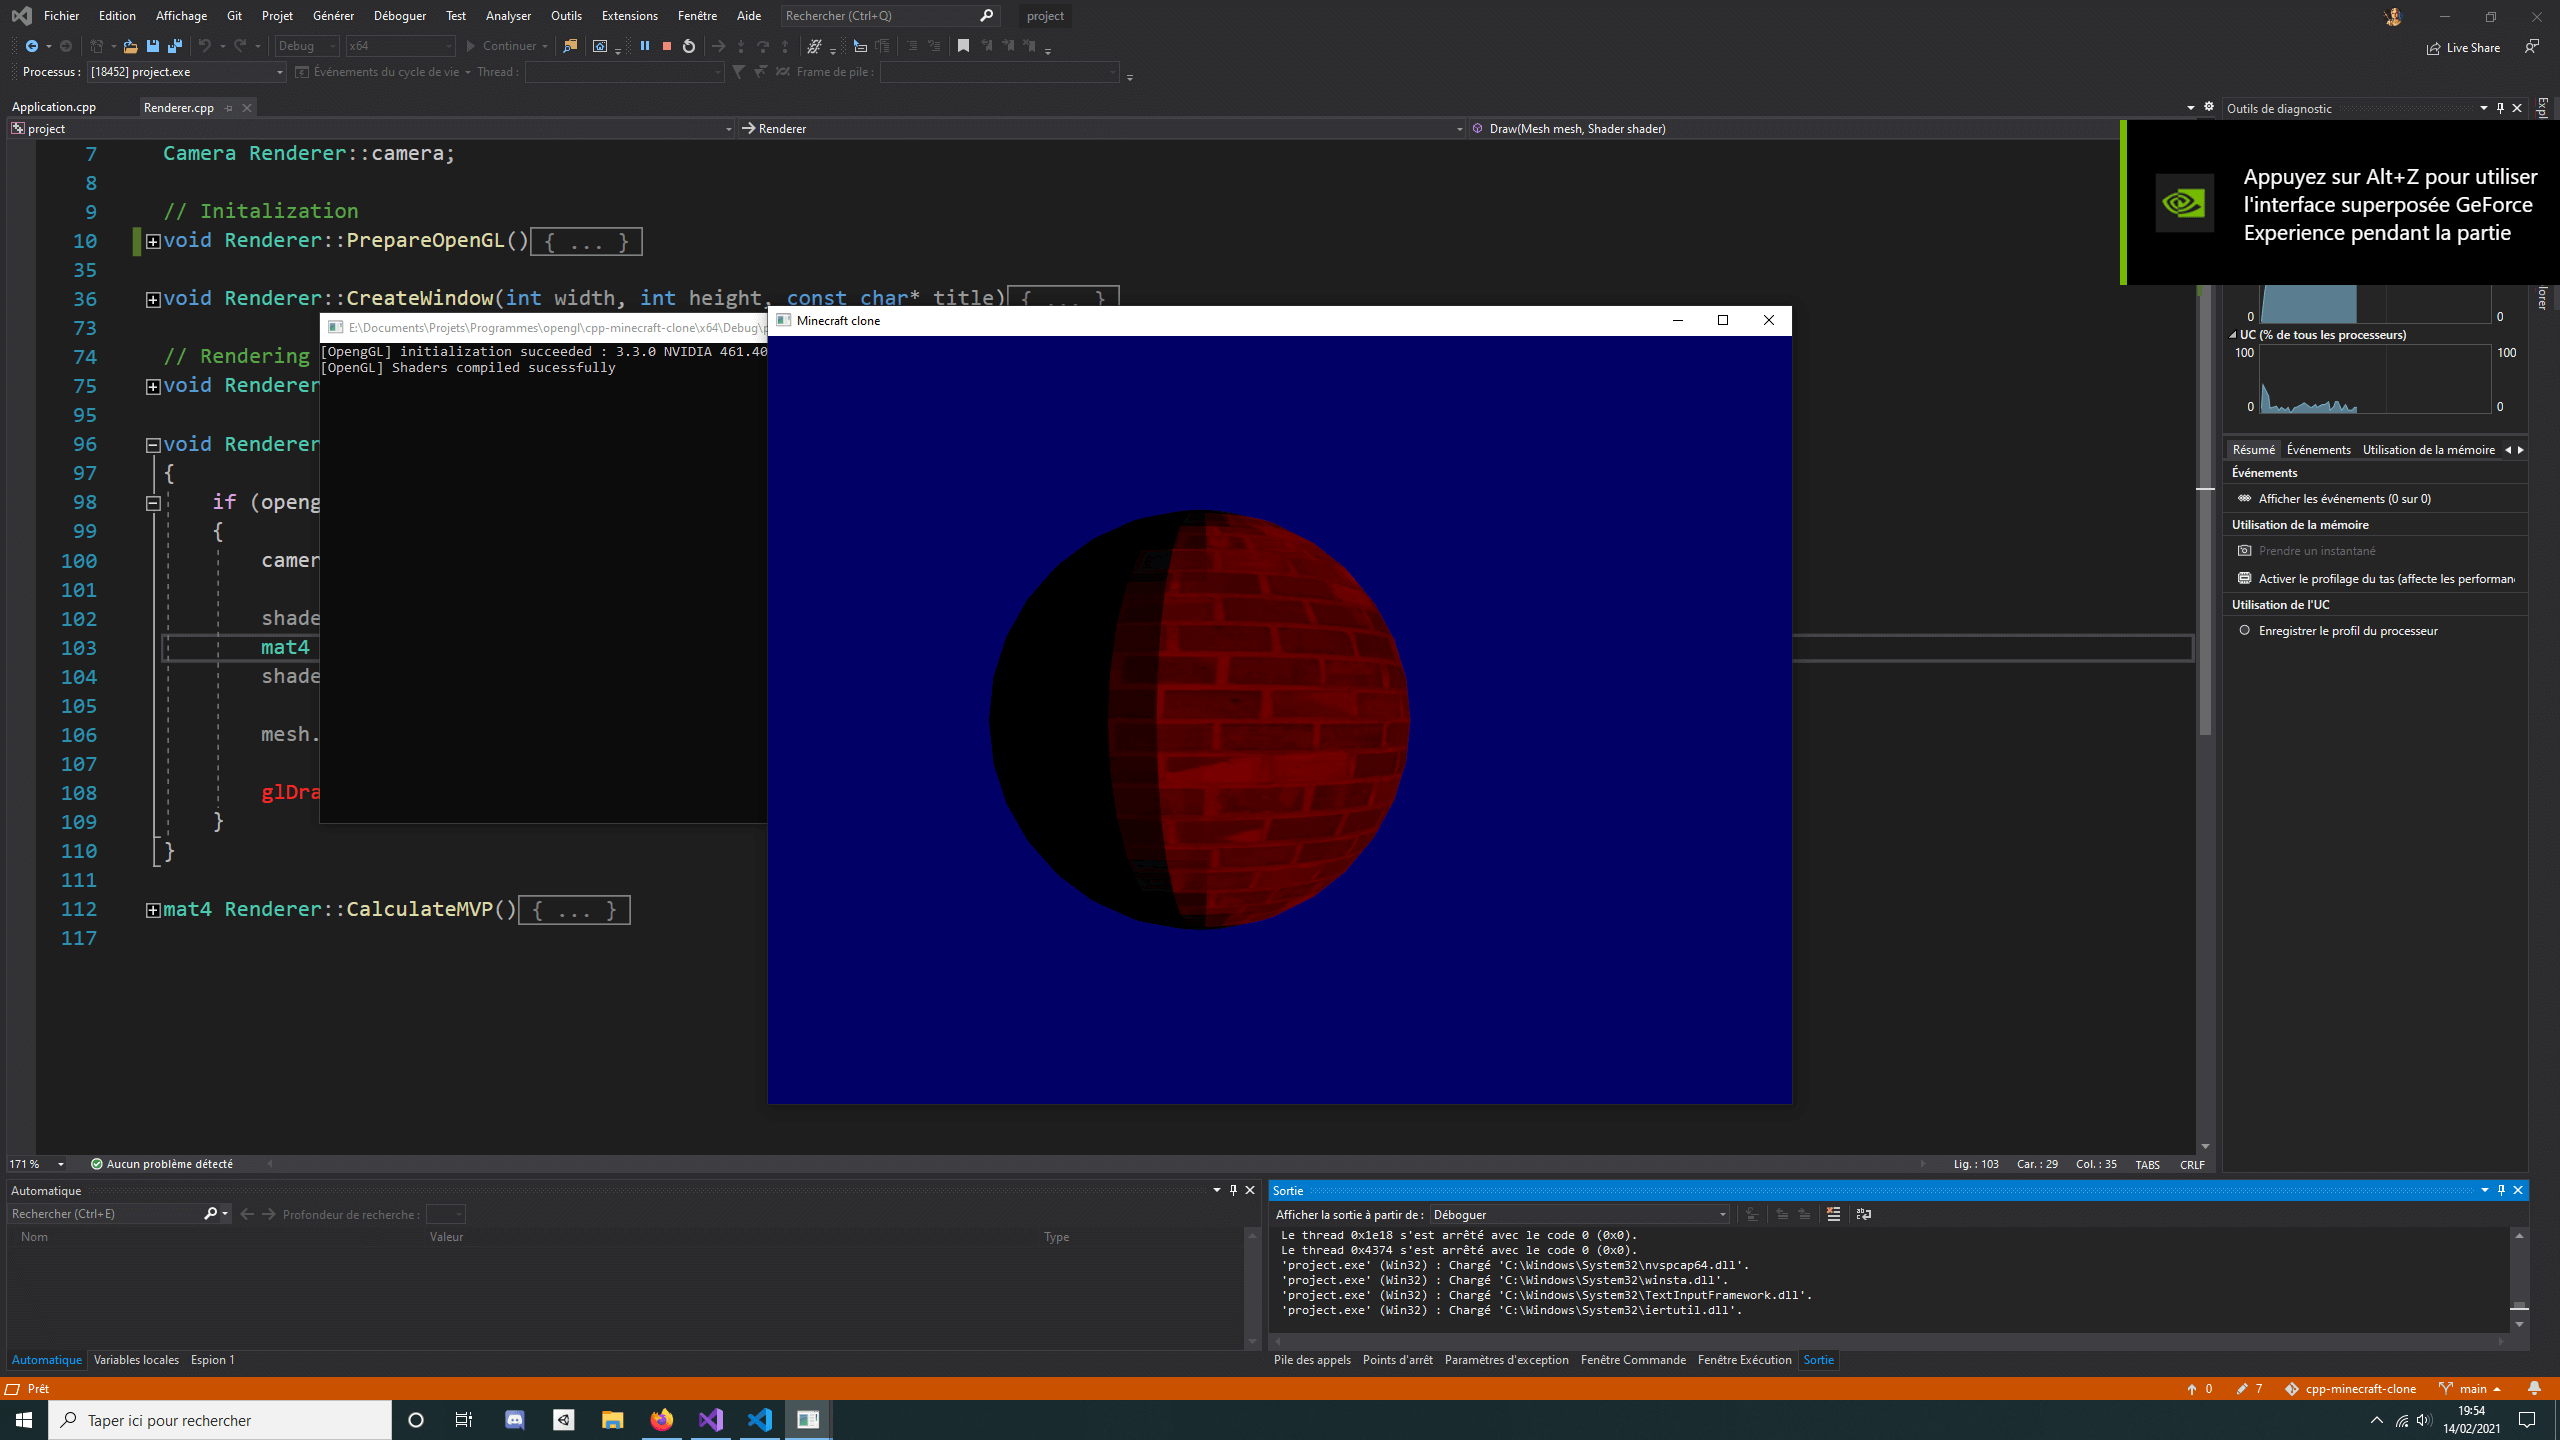 Fichier Edition Affichage Git Projet Générer Déboguer Test Analyser Outils Extensions Fenêtre Aide Rechercher (Ctrl+Q) project
Debug x64 Continuer Live Share
Processus : [18452] project.exe Événements du cycle de vie Thread : Frame de pile :
Application.cpp Renderer.cpp
project Renderer Draw(Mesh mesh, Shader shader)
7 Camera Renderer::camera;
8
9 // Initalization
10 void Renderer::PrepareOpenGL(){ ... }
35
36 void Renderer::CreateWindow(int width, int height, const char* title){ ... }
73
74 // Rendering
75 void Renderer
95
96 void Renderer
97 {
98 if (openg
99 {
100 camer
101
102 shade
103 mat4
104 shade
105
106 mesh.
107
108 glDra
109 }
110 }
111
112 mat4 Renderer::CalculateMVP(){ ... }
117
E:\Documents\Projets\Programmes\opengl\cpp-minecraft-clone\x64\Debug\p
[OpengGL] initialization succeeded : 3.3.0 NVIDIA 461.40
[OpenGL] Shaders compiled sucessfully
Minecraft clone
Outils de diagnostic
Appuyez sur Alt+Z pour utiliser
l'interface superposée GeForce
Experience pendant la partie
0 0
UC (% de tous les processeurs)
100 100
0 0
Résumé Événements Utilisation de la mémoire
Événements
Afficher les événements (0 sur 0)
Utilisation de la mémoire
Prendre un instantané
Activer le profilage du tas (affecte les performan
Utilisation de l'UC
Enregistrer le profil du processeur
171 % Aucun problème détecté Lig. : 103 Car. : 29 Col. : 35 TABS CRLF
Automatique
Rechercher (Ctrl+E) Profondeur de recherche :
Nom Valeur Type
Automatique Variables locales Espion 1
Sortie
Afficher la sortie à partir de : Déboguer
Le thread 0x1e18 s'est arrêté avec le code 0 (0x0).
Le thread 0x4374 s'est arrêté avec le code 0 (0x0).
'project.exe' (Win32) : Chargé 'C:\Windows\System32\nvspcap64.dll'.
'project.exe' (Win32) : Chargé 'C:\Windows\System32\winsta.dll'.
'project.exe' (Win32) : Chargé 'C:\Windows\System32\TextInputFramework.dll'.
'project.exe' (Win32) : Chargé 'C:\Windows\System32\iertutil.dll'.
Pile des appels Points d'arrêt Paramètres d'exception Fenêtre Commande Fenêtre Exécution Sortie
Prêt 0 7 cpp-minecraft-clone main
Taper ici pour rechercher
19:54
14/02/2021